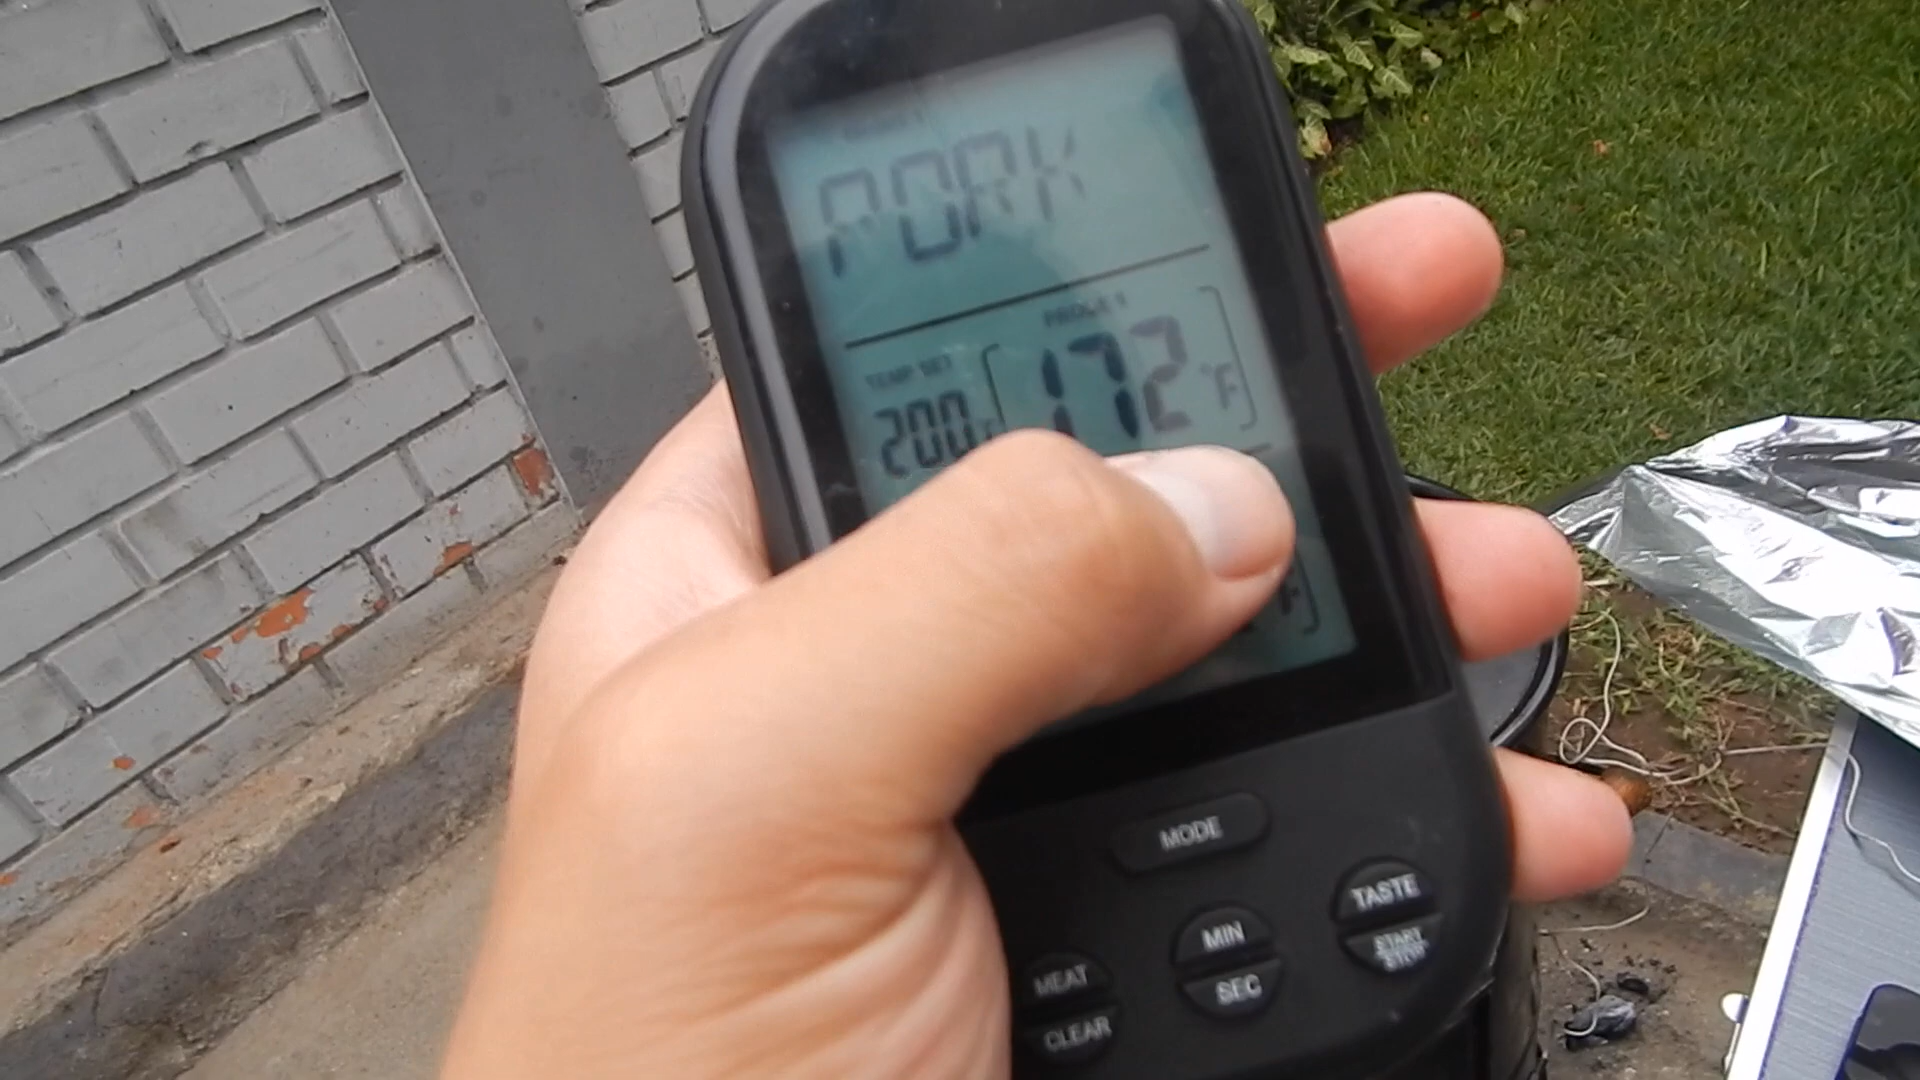 PORK
PROBE 1
TEMP SET
200
172 °F
F
MODE
TASTE
START
STOP
MIN
SEC
MEAT
CLEAR